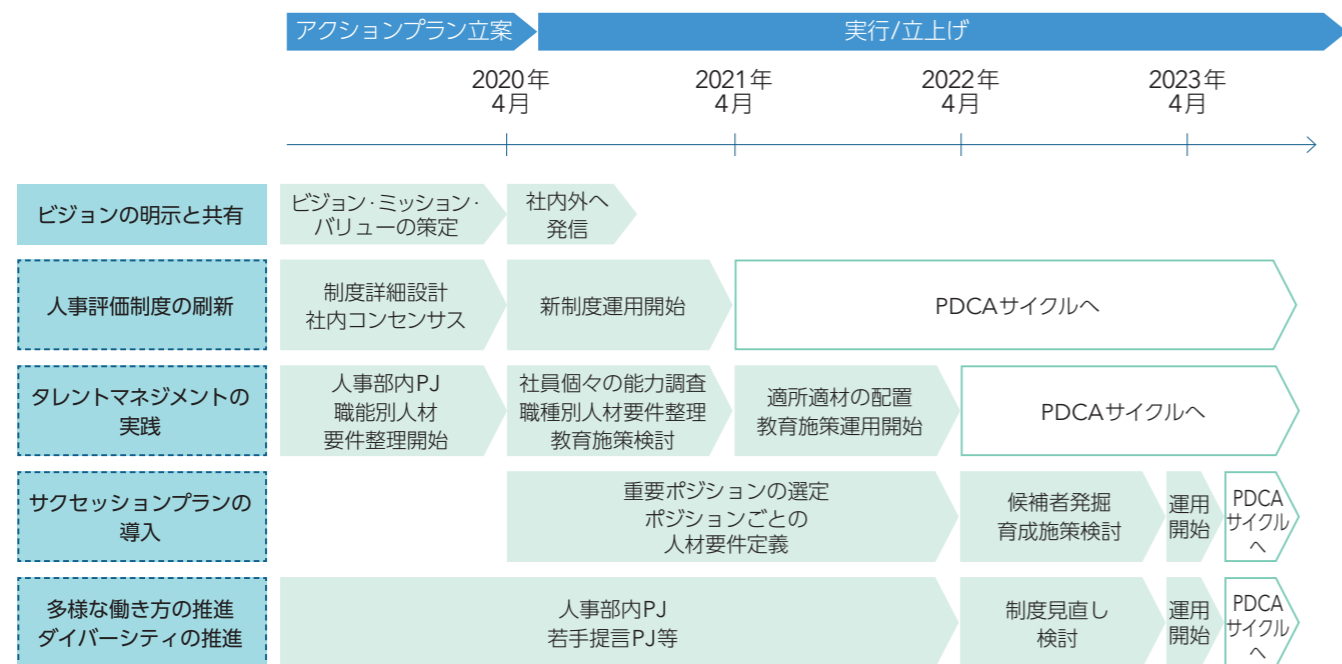 アクションプラン立案
実行/立上げ
2020年
4月
2021年
4月
2022年
4月
2023年
4月
ビジョンの明示と共有
ビジョン・ミッション・
バリューの策定
社内外へ
発信
人事評価制度の刷新
制度詳細設計
社内コンセンサス
新制度運用開始
PDCAサイクルへ
タレントマネジメントの
実践
人事部内PJ
職能別人材
要件整理開始
社員個々の能力調査
職種別人材要件整理
教育施策検討
適所適材の配置
教育施策運用開始
PDCAサイクルへ
サクセッションプランの
導入
重要ポジションの選定
ポジションごとの
人材要件定義
候補者発掘
育成施策検討
運用
開始
PDCA
サイクル
へ
多様な働き方の推進
ダイバーシティの推進
人事部内PJ
若手提言PJ等
制度見直し
検討
運用
開始
PDCA
サイクル
へ